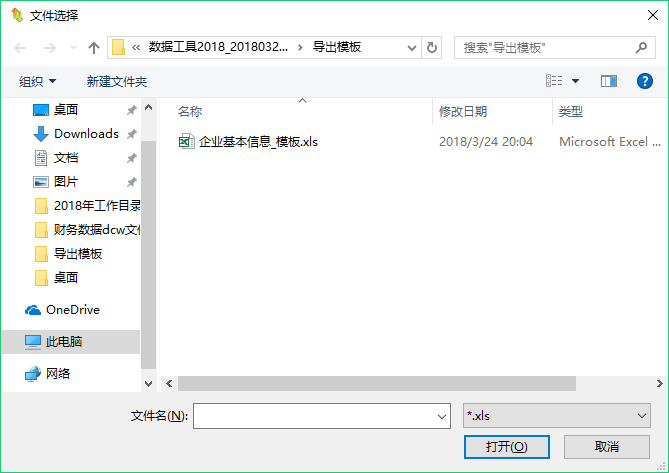 文件选择
« 数据工具2018_2018032... › 导出模板
搜索"导出模板"
组织 新建文件夹
桌面
Downloads
文档
图片
2018年工作目录
财务数据dcw文件
导出模板
桌面
OneDrive
此电脑
网络
名称 修改日期 类型
企业基本信息_模板.xls 2018/3/24 20:04 Microsoft Excel ...
文件名(N): *.xls
打开(O) 取消